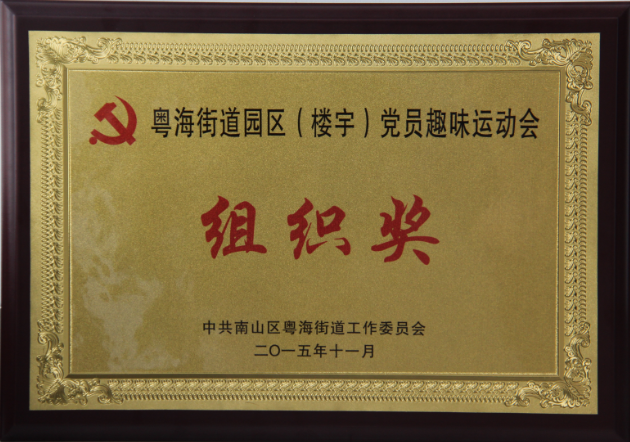 粤海街道园区（楼宇）党员趣味运动会
组织奖
中共南山区粤海街道工作委员会
二〇一五年十一月